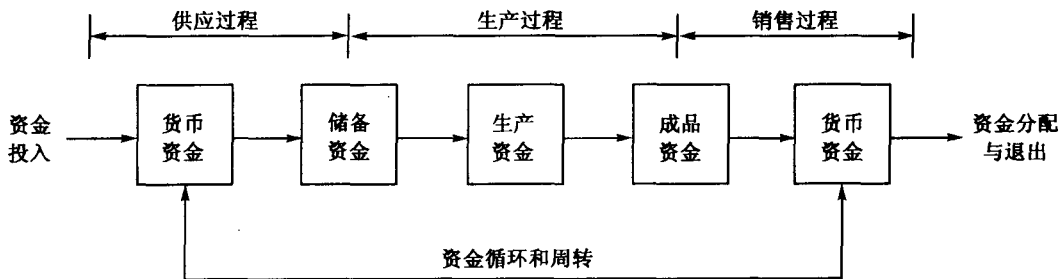 供应过程
生产过程
销售过程
资金
投入
货币
资金
储备
资金
生产
资金
成品
资金
货币
资金
资金分配
与退出
资金循环和周转